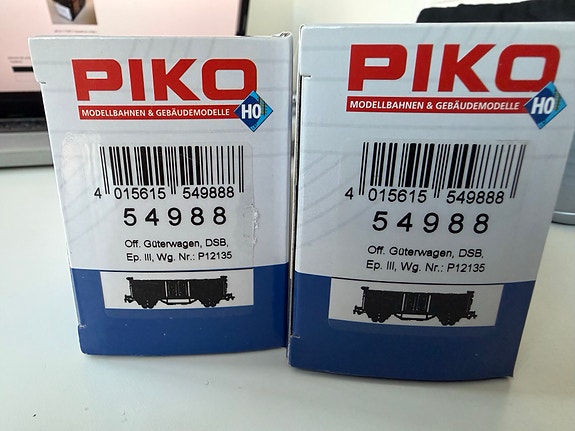 PIKO
MODELLBAHNEN & GEBÄUDEMODELLE
H0
4 015615 549888
54988
Off. Güterwagen, DSB,
Ep. III, Wg. Nr.: P12135
PIKO
MODELLBAHNEN & GEBÄUDEMODELLE
H0
4 015615 549888
54988
Off. Güterwagen, DSB,
Ep. III, Wg. Nr.: P12135